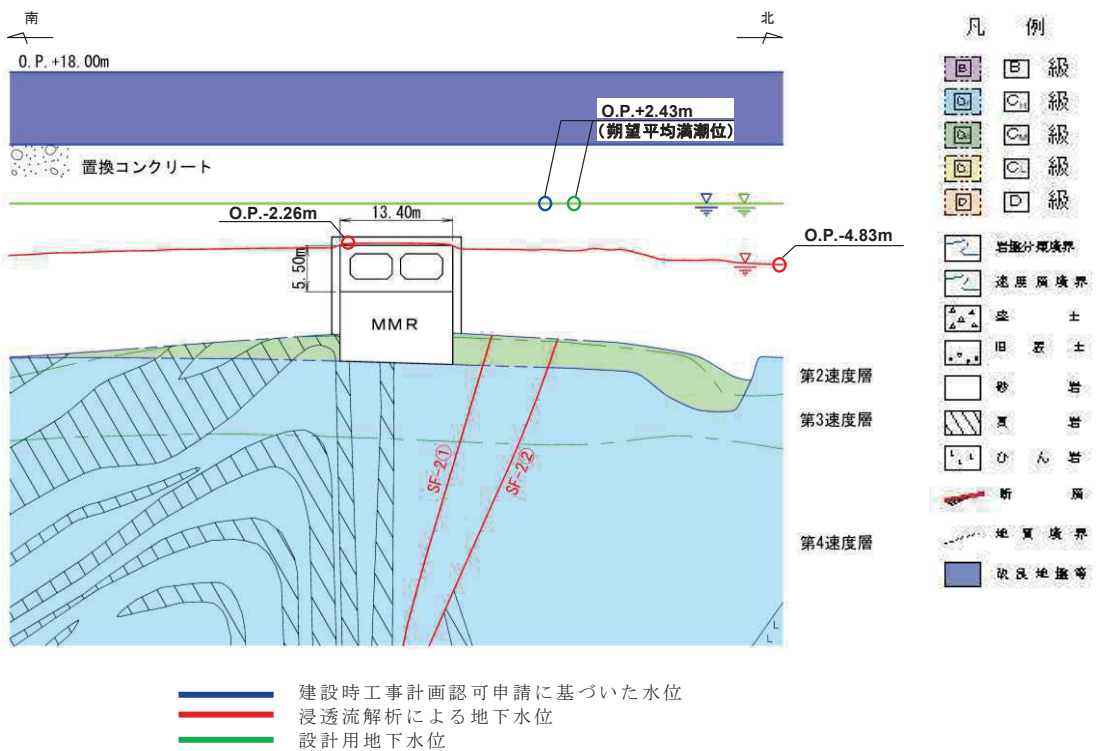 南
北
O.P.+18.00m
O.P.+2.43m
(朔望平均満潮位)
置換コンクリート
O.P.-2.26m
13.40m
O.P.-4.83m
5.50m
MMR
第2速度層
第3速度層
SF-2①
SF-2②
第4速度層
L
L
凡 例
B B 級
CH CH 級
CM CM 級
CL CL 級
D D 級
岩盤分類境界
速度層境界
盛 土
旧表土
砂 岩
頁 岩
ひん岩
断 層
地質境界
改良地盤等
建設時工事計画認可申請に基づいた水位
浸透流解析による地下水位
設計用地下水位